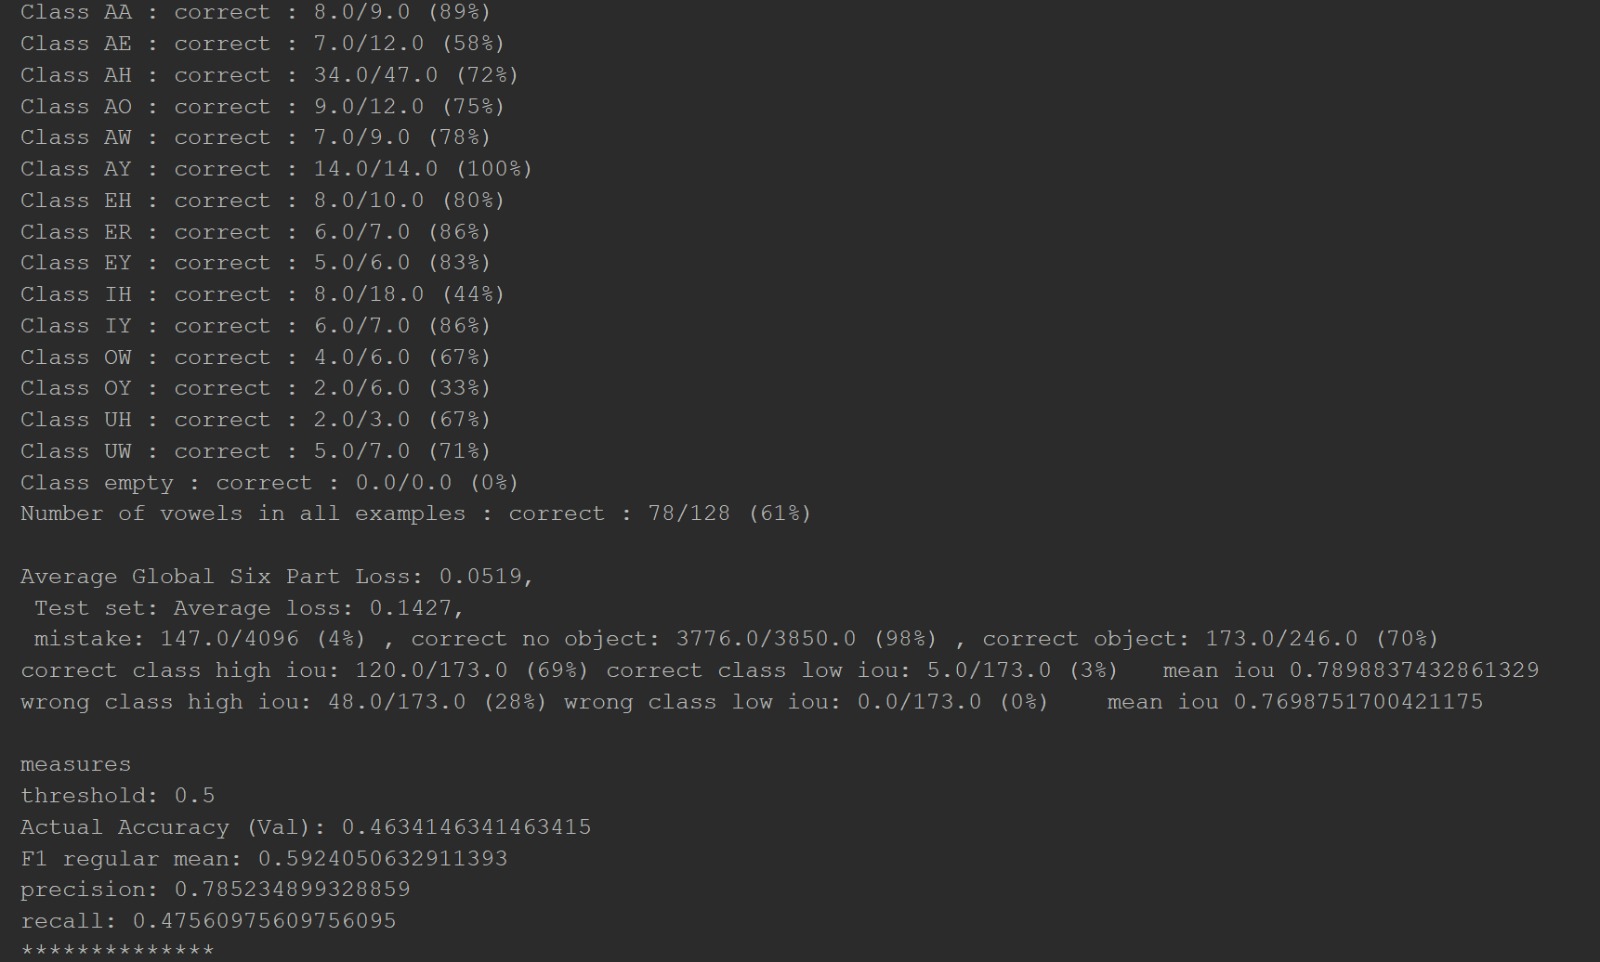 Class AA : correct : 8.0/9.0 (89%)
Class AE : correct : 7.0/12.0 (58%)
Class AH : correct : 34.0/47.0 (72%)
Class AO : correct : 9.0/12.0 (75%)
Class AW : correct : 7.0/9.0 (78%)
Class AY : correct : 14.0/14.0 (100%)
Class EH : correct : 8.0/10.0 (80%)
Class ER : correct : 6.0/7.0 (86%)
Class EY : correct : 5.0/6.0 (83%)
Class IH : correct : 8.0/18.0 (44%)
Class IY : correct : 6.0/7.0 (86%)
Class OW : correct : 4.0/6.0 (67%)
Class OY : correct : 2.0/6.0 (33%)
Class UH : correct : 2.0/3.0 (67%)
Class UW : correct : 5.0/7.0 (71%)
Class empty : correct : 0.0/0.0 (0%)
Number of vowels in all examples : correct : 78/128 (61%)
Average Global Six Part Loss: 0.0519,
Test set: Average loss: 0.1427,
mistake: 147.0/4096 (4%) , correct no object: 3776.0/3850.0 (98%) , correct object: 173.0/246.0 (70%)
correct class high iou: 120.0/173.0 (69%) correct class low iou: 5.0/173.0 (3%)   mean iou 0.7898837432861329
wrong class high iou: 48.0/173.0 (28%) wrong class low iou: 0.0/173.0 (0%)    mean iou 0.7698751700421175
measures
threshold: 0.5
Actual Accuracy (Val): 0.4634146341463415
F1 regular mean: 0.5924050632911393
precision: 0.785234899328859
recall: 0.47560975609756095
**************